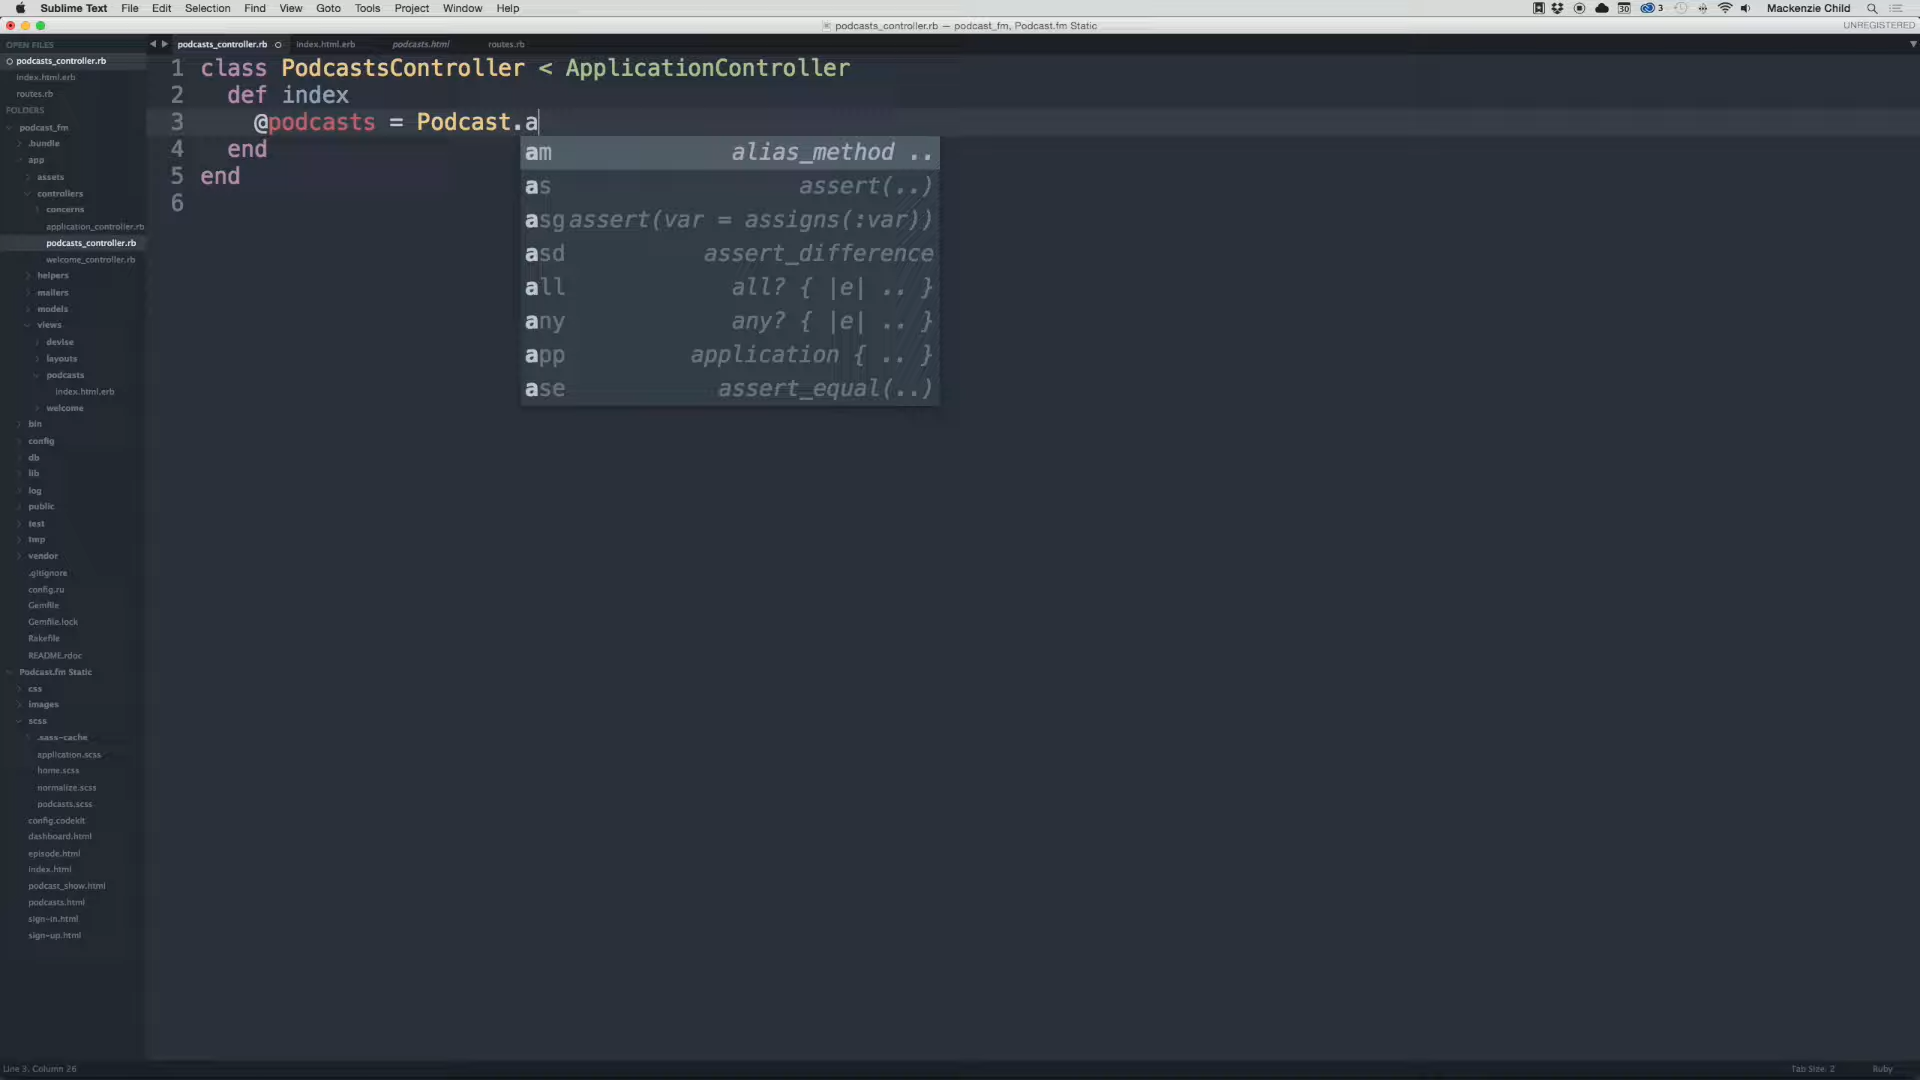 Sublime Text File Edit Selection Find View Goto Tools Project Window Help 30 3 Mackenzie Child
podcasts_controller.rb — podcast_fm, Podcast.fm Static UNREGISTERED
OPEN FILES
podcasts_controller.rb
index.html.erb
routes.rb
FOLDERS
podcast_fm
.bundle
app
assets
controllers
concerns
application_controller.rb
podcasts_controller.rb
welcome_controller.rb
helpers
mailers
models
views
devise
layouts
podcasts
index.html.erb
welcome
bin
config
db
lib
log
public
test
tmp
vendor
.gitignore
config.ru
Gemfile
Gemfile.lock
Rakefile
README.rdoc
Podcast.fm Static
css
images
scss
.sass-cache
application.scss
home.scss
normalize.scss
podcasts.scss
config.codekit
dashboard.html
episode.html
index.html
podcast_show.html
podcasts.html
sign-in.html
sign-up.html
podcasts_controller.rb index.html.erb podcasts.html routes.rb
1 class PodcastsController < ApplicationController
2 def index
3 @podcasts = Podcast.a
4 end
5 end
6
am alias_method ..
as assert(..)
asg assert(var = assigns(:var))
asd assert_difference
all all? { |e| .. }
any any? { |e| .. }
app application { .. }
ase assert_equal(..)
Line 3, Column 26 Tab Size: 2 Ruby